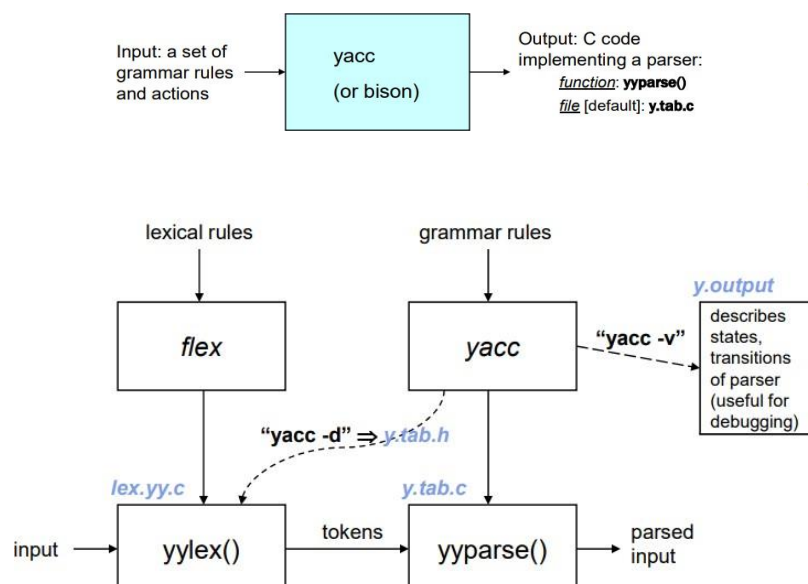 Input: a set of
grammar rules
and actions
yacc
(or bison)
Output: C code
implementing a parser:
function: yyparse()
file [default]: y.tab.c
lexical rules
grammar rules
y.output
flex
yacc
"yacc -v"
describes
states,
transitions
of parser
(useful for
debugging)
"yacc -d" ⇒ y.tab.h
lex.yy.c
y.tab.c
input
yylex()
tokens
yyparse()
parsed
input